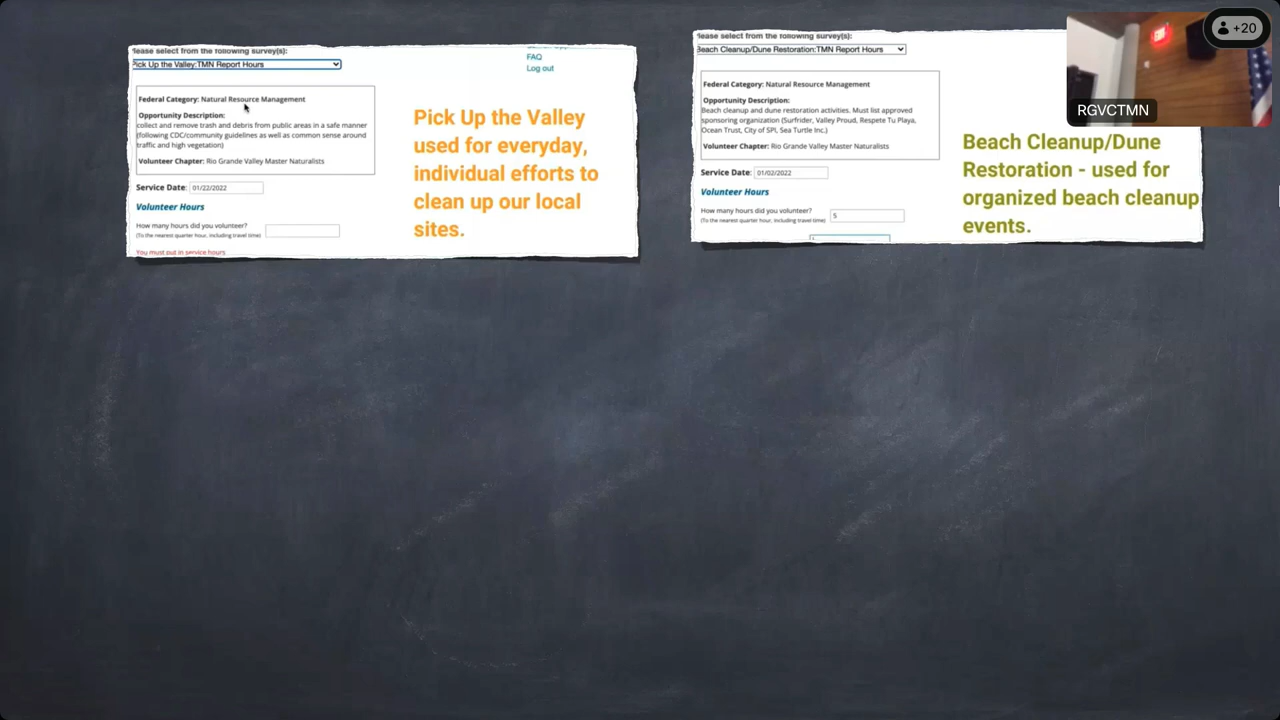 Please select from the following survey(s):
Pick Up the Valley:TMN Report Hours
FAQ
Log out
Federal Category: Natural Resource Management
Opportunity Description:
collect and remove trash and debris from public areas in a safe manner
(following CDC/community guidelines as well as common sense around
traffic and high vegetation)
Volunteer Chapter: Rio Grande Valley Master Naturalists
Service Date: 01/22/2022
Volunteer Hours
How many hours did you volunteer?
(To the nearest quarter hour, including travel time)
You must put in service hours
Pick Up the Valley
used for everyday,
individual efforts to
clean up our local
sites.
Please select from the following survey(s):
Beach Cleanup/Dune Restoration:TMN Report Hours
Federal Category: Natural Resource Management
Opportunity Description:
Beach cleanup and dune restoration activities. Must list approved
sponsoring organization (Surfrider, Valley Proud, Respete Tu Playa,
Ocean Trust, City of SPI, Sea Turtle Inc.)
Volunteer Chapter: Rio Grande Valley Master Naturalists
Service Date: 01/02/2022
Volunteer Hours
How many hours did you volunteer?
(To the nearest quarter hour, including travel time)
5
Beach Cleanup/Dune
Restoration - used for
organized beach cleanup
events.
RGVCTMN
+20